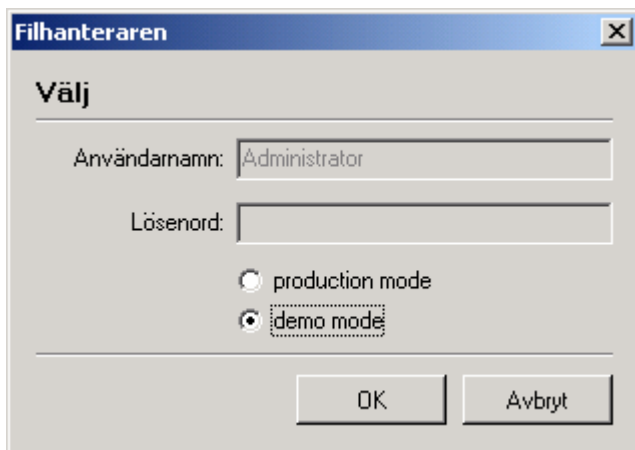 Filhanteraren
Välj
Användarnamn: Administrator
Lösenord:
production mode
demo mode
OK Avbryt